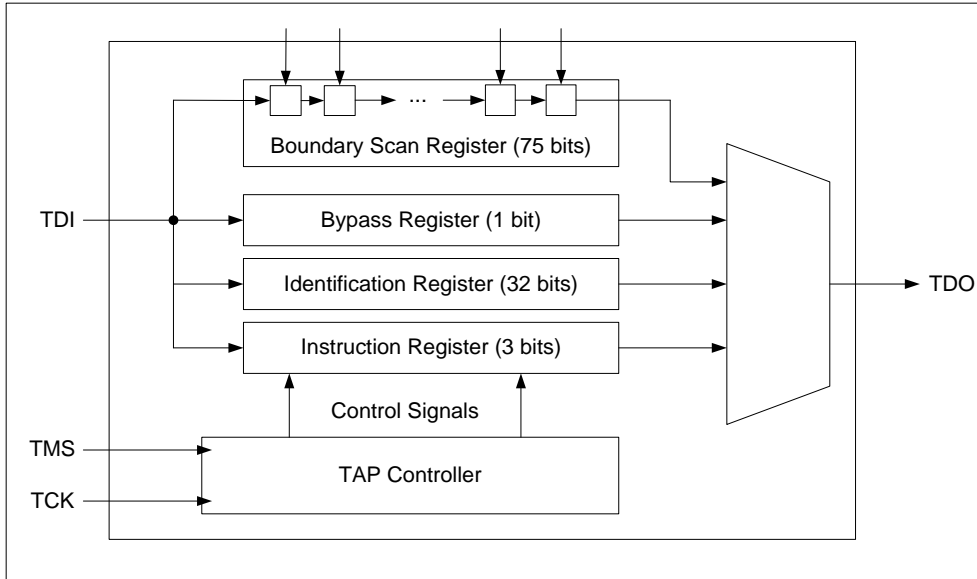 ...
Boundary Scan Register (75 bits)
TDI
Bypass Register (1 bit)
Identification Register (32 bits)
TDO
Instruction Register (3 bits)
Control Signals
TMS
TAP Controller
TCK